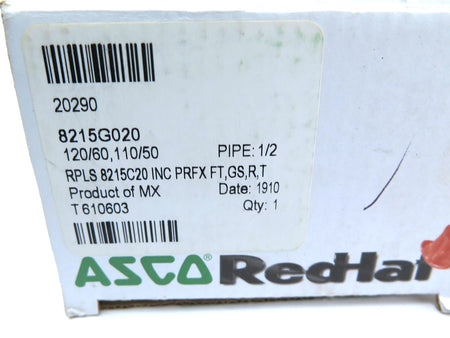 20290
8215G020
120/60,110/50 PIPE: 1/2
RPLS 8215C20 INC PRFX FT,GS,R,T
Product of MX Date: 1910
T 610603 Qty: 1
ASCO RedHat